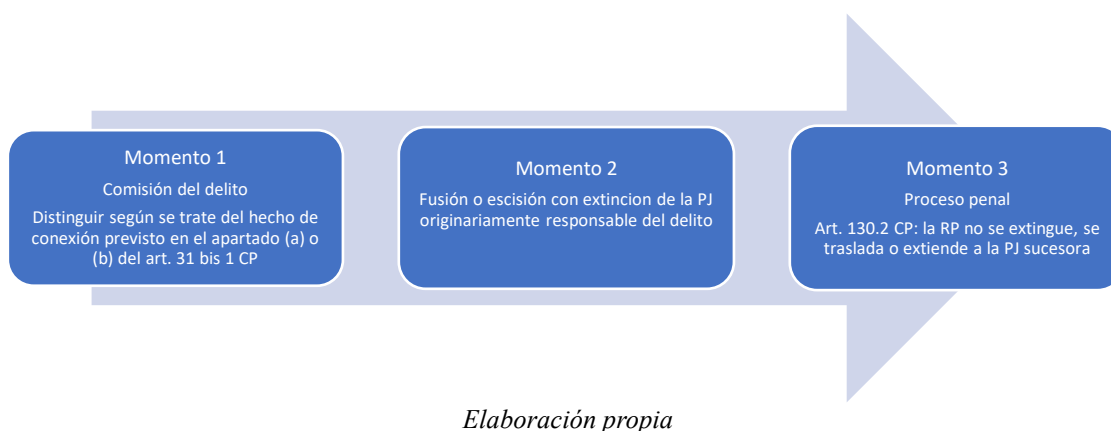 Momento 1
Comisión del delito
Distinguir según se trate del hecho de
conexión previsto en el apartado (a) o
(b) del art. 31 bis 1 CP
Momento 2
Fusión o escisión con extincion de la PJ
originariamente responsable del delito
Momento 3
Proceso penal
Art. 130.2 CP: la RP no se extingue, se
traslada o extiende a la PJ sucesora
Elaboración propia